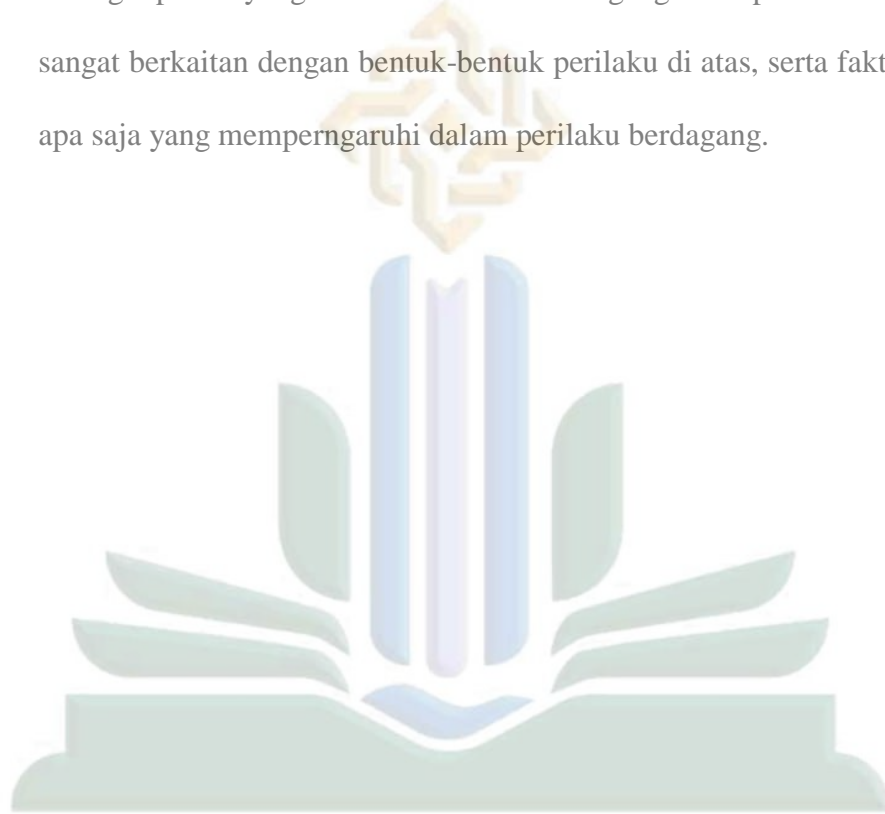 sangat berkaitan dengan bentuk-bentuk perilaku di atas, serta fakt
apa saja yang memperngaruhi dalam perilaku berdagang.